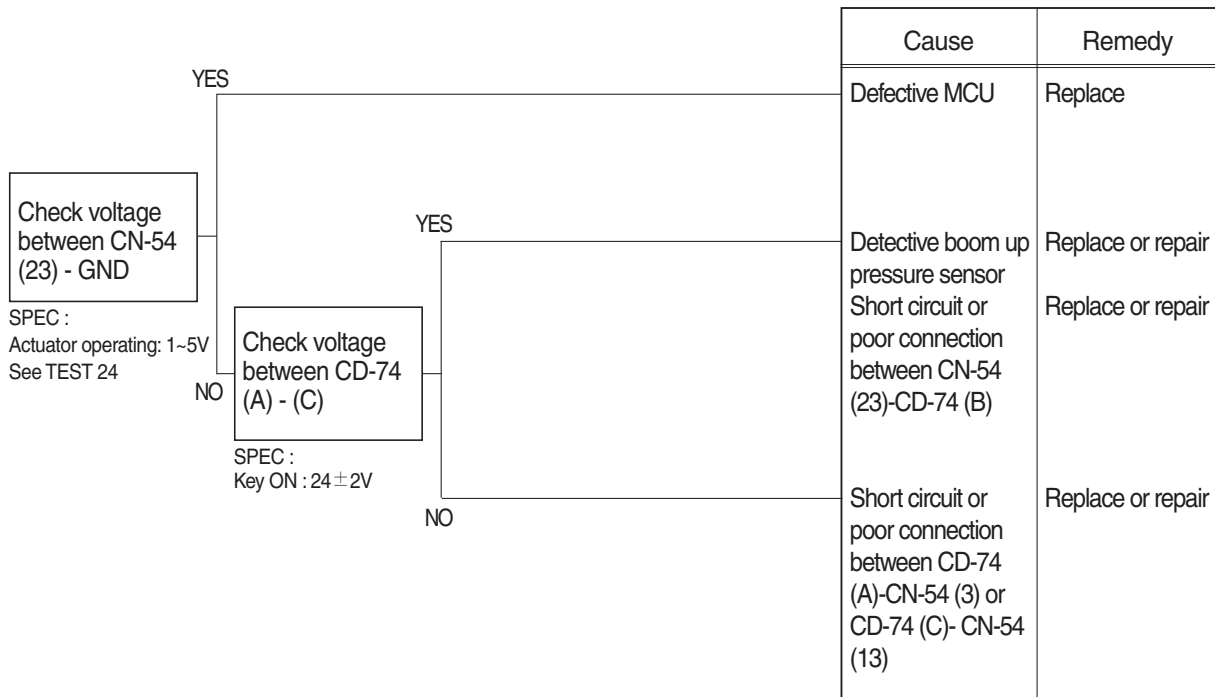 Cause
Remedy
YES
Defective MCU
Replace
Check voltage
between CN-54
(23) - GND
SPEC :
Actuator operating: 1~5V
See TEST 24
NO
YES
Check voltage
between CD-74
(A) - (C)
SPEC :
Key ON : 24±2V
NO
Detective boom up
pressure sensor
Replace or repair
Short circuit or
poor connection
between CN-54
(23)-CD-74 (B)
Replace or repair
Short circuit or
poor connection
between CD-74
(A)-CN-54 (3) or
CD-74 (C)- CN-54
(13)
Replace or repair